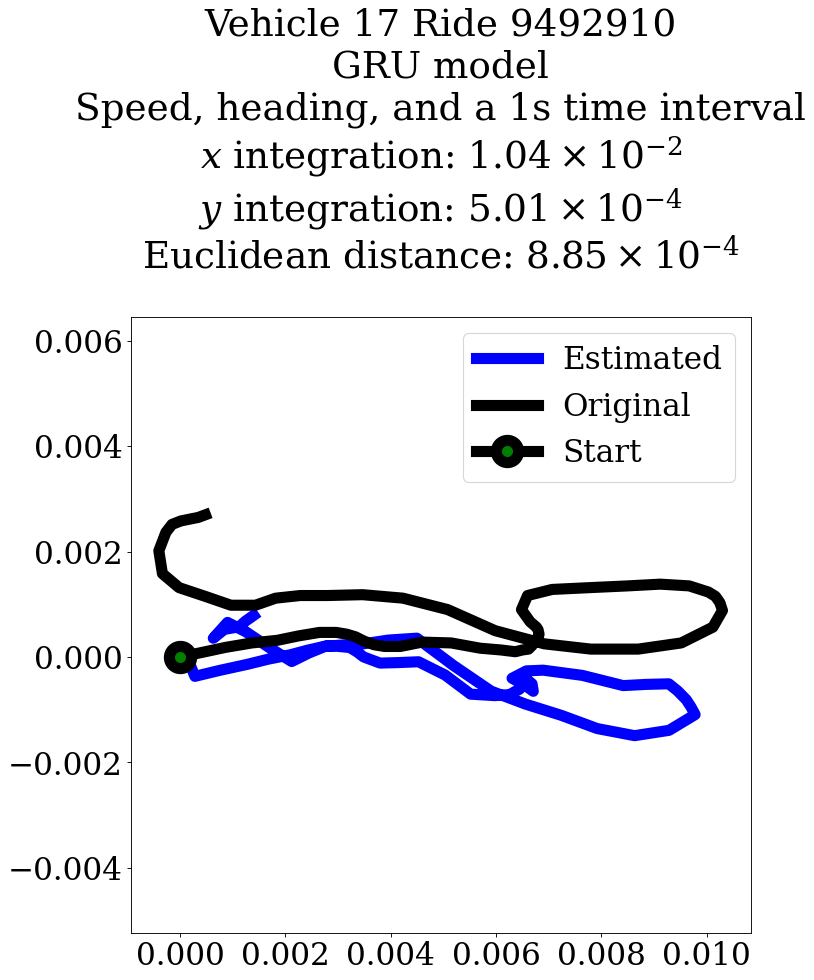 Vehicle 17 Ride 9492910
GRU model
Speed, heading, and a 1s time interval
x integration: 1.04 × 10⁻²
y integration: 5.01 × 10⁻⁴
Euclidean distance: 8.85 × 10⁻⁴
Estimated
Original
Start
0.006
0.004
0.002
0.000
−0.002
−0.004
0.000 0.002 0.004 0.006 0.008 0.010